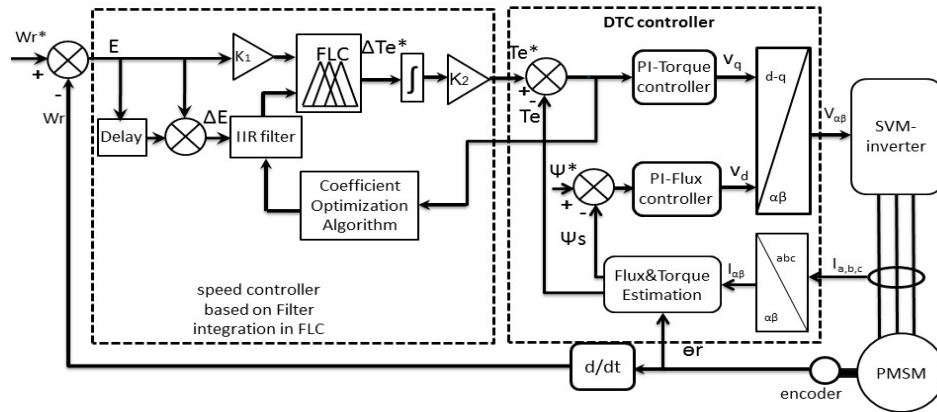 DTC controller
Wr*
+
-
Wr
E
K1
FLC
ΔTe*
∫
K2
Te*
+
-
Te
PI-Torque
controller
Vq
d-q
αβ
Vαβ
SVM-
inverter
Delay
ΔE
IIR filter
Coefficient
Optimization
Algorithm
Ψ*
+
-
Ψs
PI-Flux
controller
Vd
speed controller
based on Filter
integration in FLC
Flux&Torque
Estimation
Iαβ
abc
αβ
Ia,b,c
d/dt
ɵr
encoder
PMSM